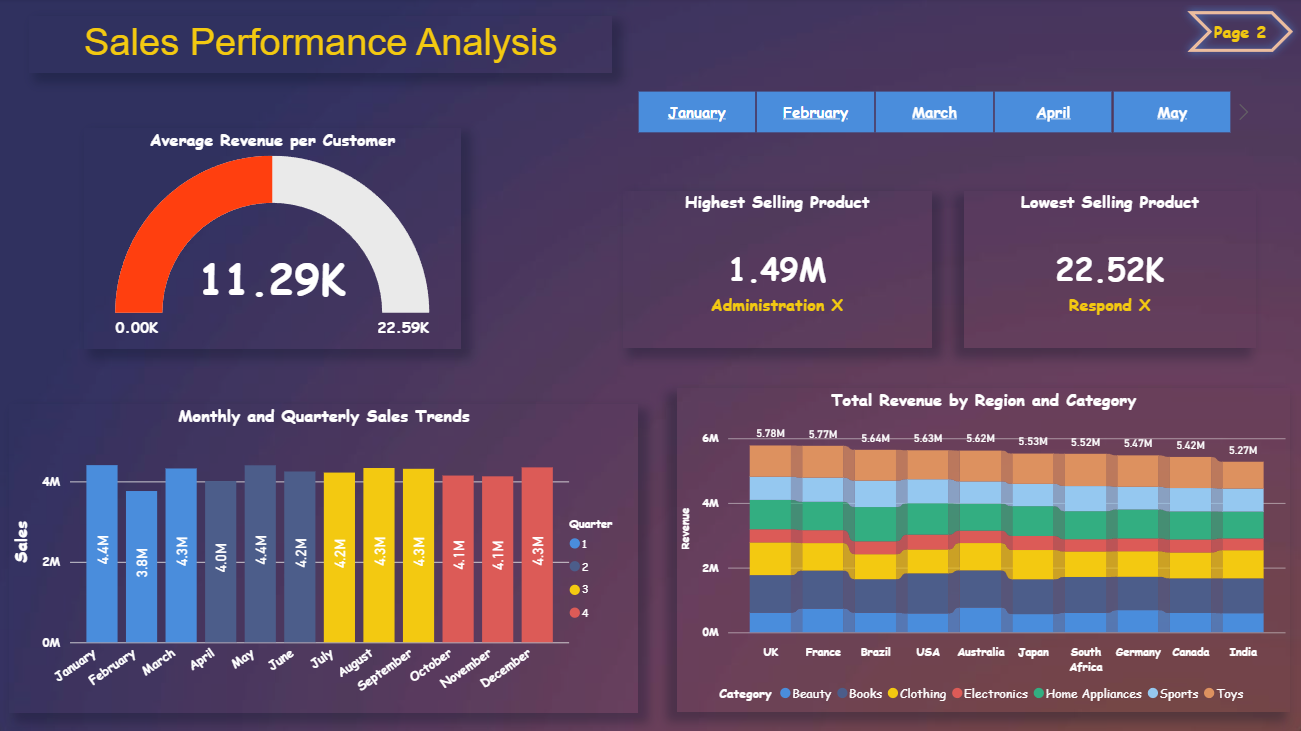 Sales Performance Analysis
Page 2
January
February
March
April
May
Average Revenue per Customer
11.29K
0.00K
22.59K
Highest Selling Product
1.49M
Administration X
Lowest Selling Product
22.52K
Respond X
Monthly and Quarterly Sales Trends
Sales
4M
2M
0M
4.4M
3.8M
4.3M
4.0M
4.4M
4.2M
4.2M
4.3M
4.3M
4.1M
4.1M
4.3M
January
February
March
April
May
June
July
August
September
October
November
December
Quarter
1
2
3
4
Total Revenue by Region and Category
Revenue
6M
4M
2M
0M
5.78M
5.77M
5.64M
5.63M
5.62M
5.53M
5.52M
5.47M
5.42M
5.27M
UK
France
Brazil
USA
Australia
Japan
South
Africa
Germany
Canada
India
Category Beauty Books Clothing Electronics Home Appliances Sports Toys